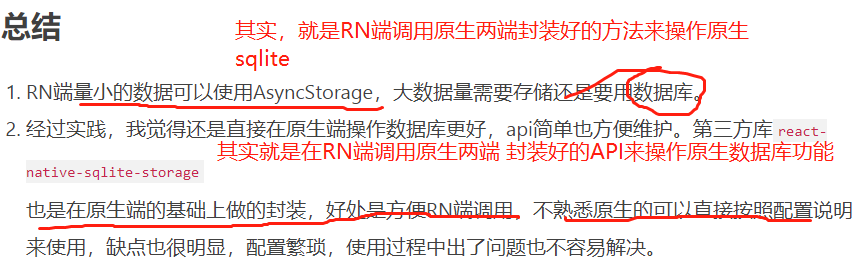 总结
其实，就是RN端调用原生两端封装好的方法来操作原生
sqlite
1. RN端量小的数据可以使用AsyncStorage，大数据量需要存储还是要用数据库。
2. 经过实践，我觉得还是直接在原生端操作数据库更好，api简单也方便维护。第三方库react-
native-sqlite-storage
其实就是在RN端调用原生两端 封装好的API来操作原生数据库功能
也是在原生端的基础上做的封装，好处是方便RN端调用，不熟悉原生的可以直接按照配置说明
来使用，缺点也很明显，配置繁琐，使用过程中出了问题也不容易解决。